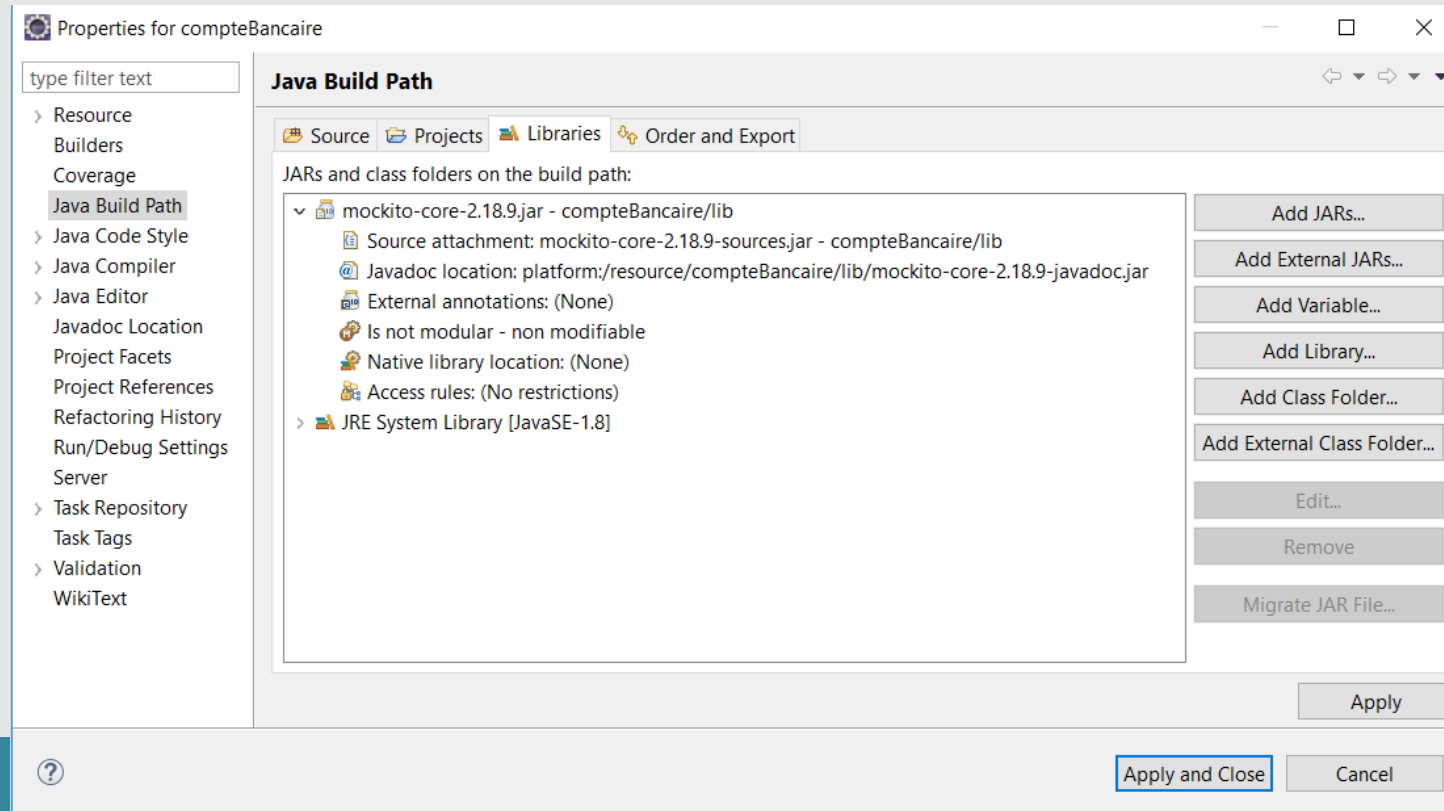 Properties for compteBancaire
type filter text
Resource
Builders
Coverage
Java Build Path
Java Code Style
Java Compiler
Java Editor
Javadoc Location
Project Facets
Project References
Refactoring History
Run/Debug Settings
Server
Task Repository
Task Tags
Validation
WikiText
Java Build Path
Source Projects Libraries Order and Export
JARs and class folders on the build path:
mockito-core-2.18.9.jar - compteBancaire/lib
Source attachment: mockito-core-2.18.9-sources.jar - compteBancaire/lib
Javadoc location: platform:/resource/compteBancaire/lib/mockito-core-2.18.9-javadoc.jar
External annotations: (None)
Is not modular - non modifiable
Native library location: (None)
Access rules: (No restrictions)
JRE System Library [JavaSE-1.8]
Add JARs...
Add External JARs...
Add Variable...
Add Library...
Add Class Folder...
Add External Class Folder...
Edit...
Remove
Migrate JAR File...
Apply
Apply and Close Cancel